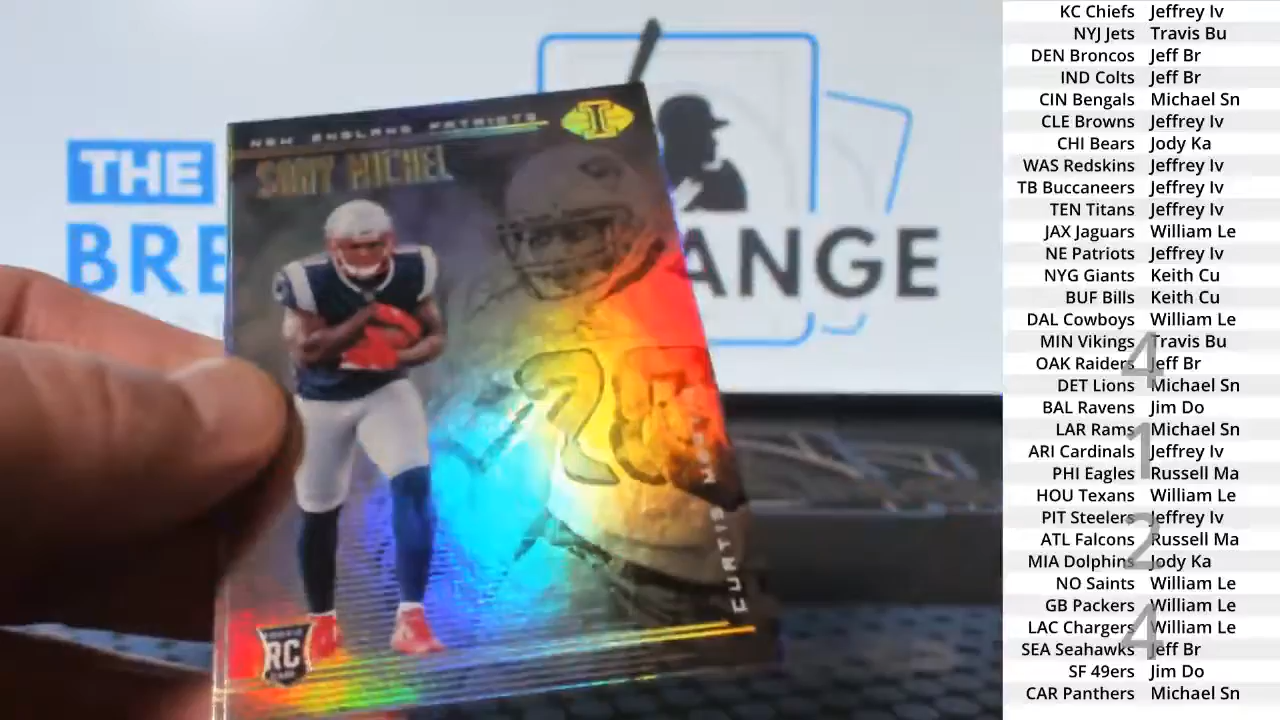 THE
BRE
ANGE
NEW ENGLAND PATRIOTS
I
SONY MICHEL
28
CURTIS
RC
KC Chiefs Jeffrey Iv
NYJ Jets Travis Bu
DEN Broncos Jeff Br
IND Colts Jeff Br
CIN Bengals Michael Sn
CLE Browns Jeffrey Iv
CHI Bears Jody Ka
WAS Redskins Jeffrey Iv
TB Buccaneers Jeffrey Iv
TEN Titans Jeffrey Iv
JAX Jaguars William Le
NE Patriots Jeffrey Iv
NYG Giants Keith Cu
BUF Bills Keith Cu
DAL Cowboys William Le
MIN Vikings Travis Bu
OAK Raiders Jeff Br
DET Lions Michael Sn
BAL Ravens Jim Do
LAR Rams Michael Sn
ARI Cardinals Jeffrey Iv
PHI Eagles Russell Ma
HOU Texans William Le
PIT Steelers Jeffrey Iv
ATL Falcons Russell Ma
MIA Dolphins Jody Ka
NO Saints William Le
GB Packers William Le
LAC Chargers William Le
SEA Seahawks Jeff Br
SF 49ers Jim Do
CAR Panthers Michael Sn
4
1
2
4